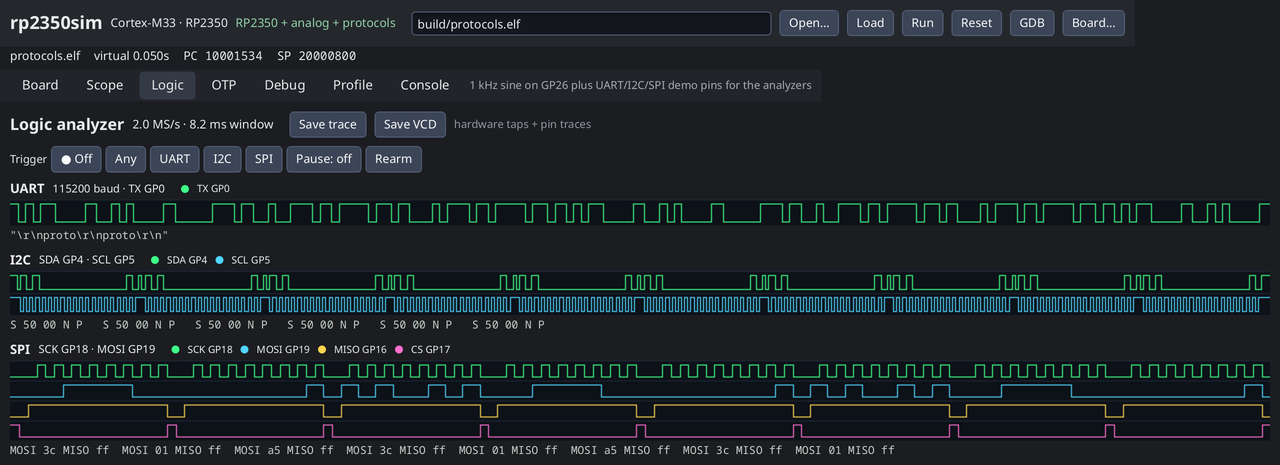 rp2350sim Cortex-M33 · RP2350 RP2350 + analog + protocols build/protocols.elf Open... Load Run Reset GDB Board...
protocols.elf virtual 0.050s PC 10001534 SP 20000800
Board Scope Logic OTP Debug Profile Console 1 kHz sine on GP26 plus UART/I2C/SPI demo pins for the analyzers
Logic analyzer 2.0 MS/s · 8.2 ms window Save trace Save VCD hardware taps + pin traces
Trigger Off Any UART I2C SPI Pause: off Rearm
UART 115200 baud · TX GP0 TX GP0
"\r\nproto\r\nproto\r\n"
I2C SDA GP4 · SCL GP5 SDA GP4 SCL GP5
S 50 00 N P S 50 00 N P S 50 00 N P S 50 00 N P S 50 00 N P S 50 00 N P
SPI SCK GP18 · MOSI GP19 SCK GP18 MOSI GP19 MISO GP16 CS GP17
MOSI 3c MISO ff MOSI 01 MISO ff MOSI a5 MISO ff MOSI 3c MISO ff MOSI 01 MISO ff MOSI a5 MISO ff MOSI 3c MISO ff MOSI 01 MISO ff